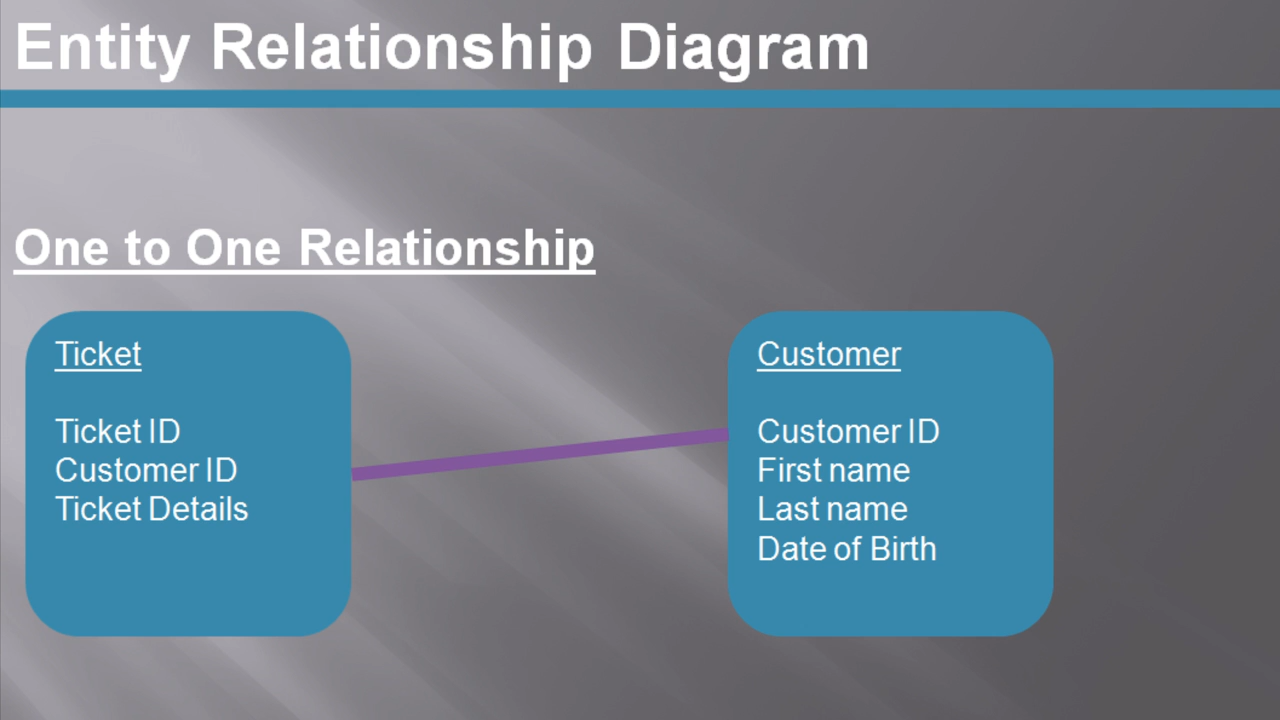 Entity Relationship Diagram
One to One Relationship
Ticket
Ticket ID
Customer ID
Ticket Details
Customer
Customer ID
First name
Last name
Date of Birth